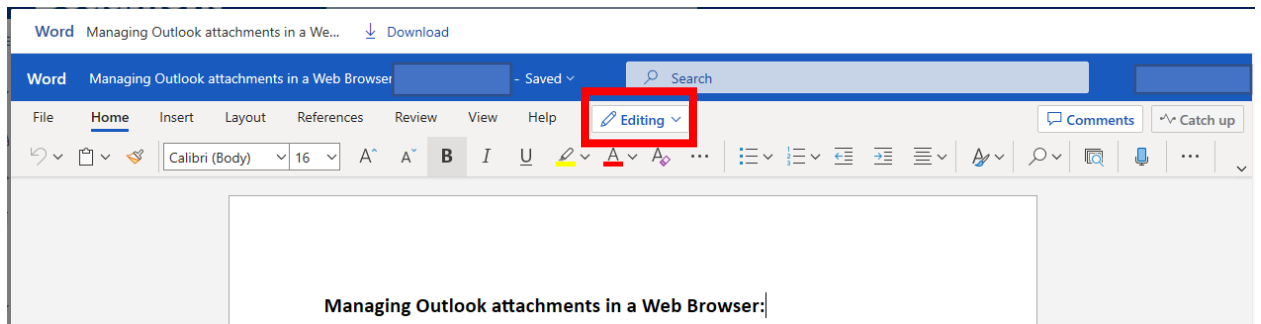 Word Managing Outlook attachments in a We... Download
Word Managing Outlook attachments in a Web Browser - Saved Search
File Home Insert Layout References Review View Help Editing Comments Catch up
Calibri (Body) 16 A A B I U A A ...
Managing Outlook attachments in a Web Browser: